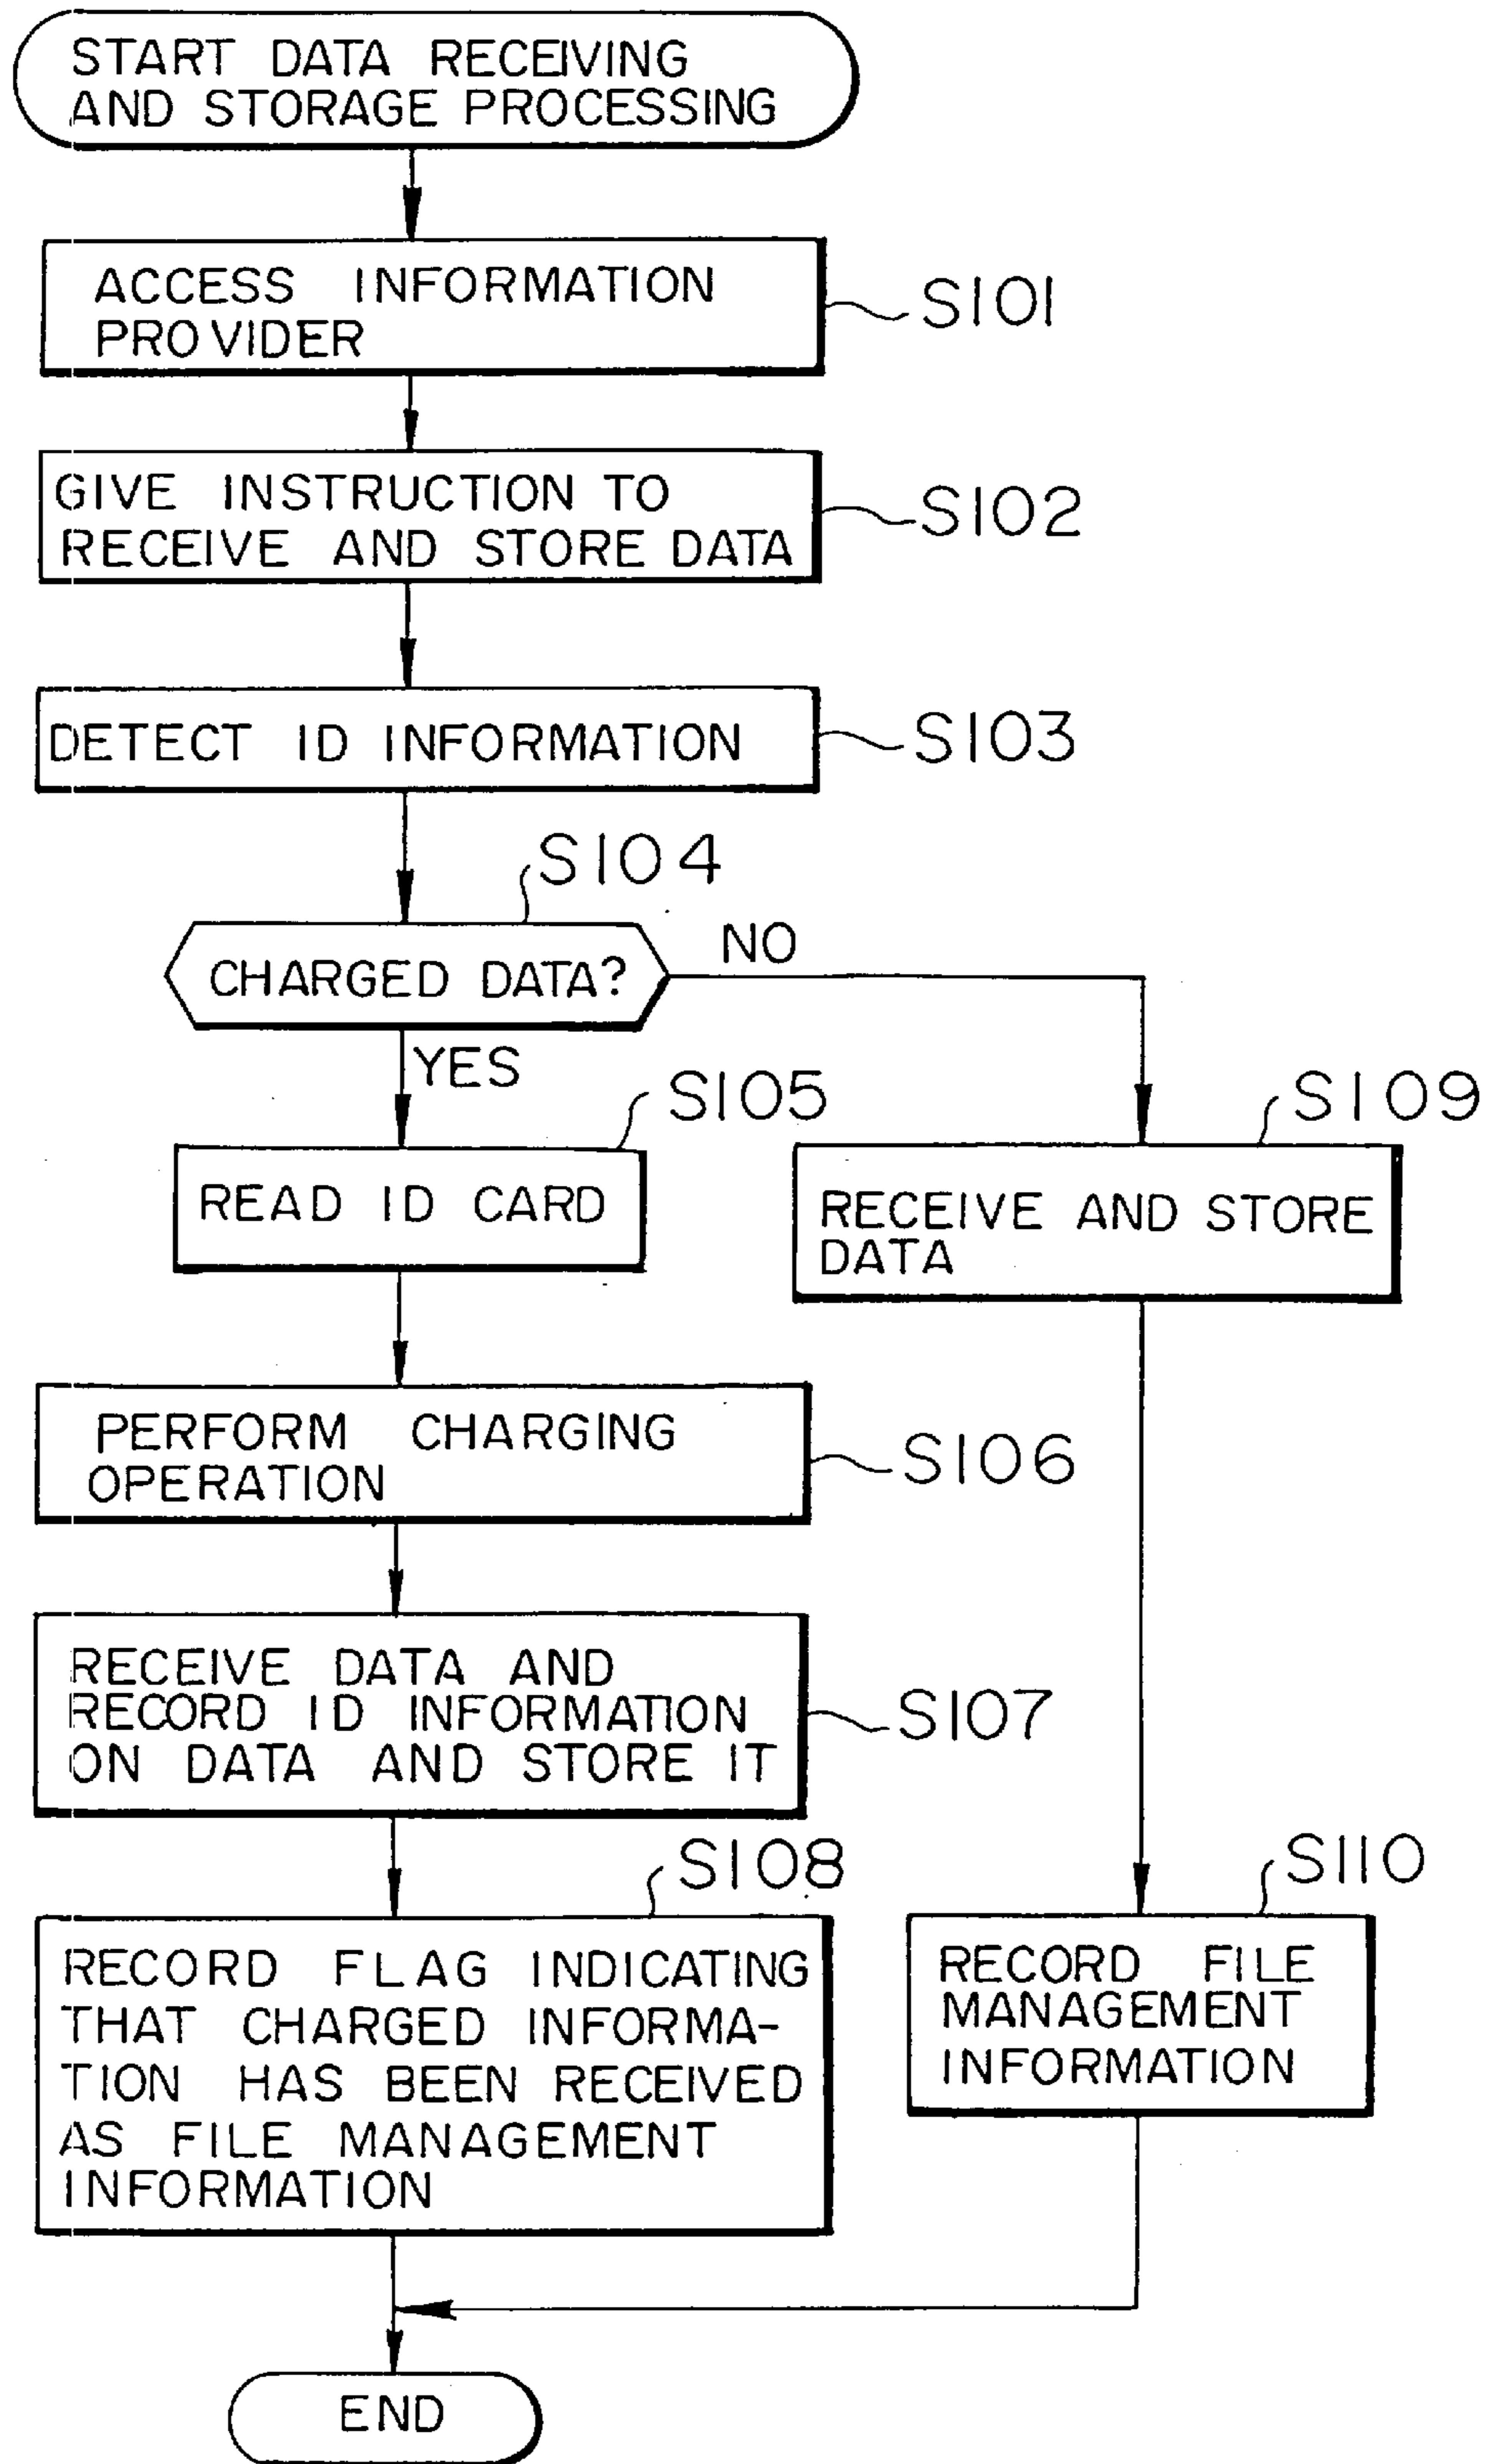 START DATA RECEIVING
AND STORAGE PROCESSING
ACCESS INFORMATION
PROVIDER
S101
GIVE INSTRUCTION TO
RECEIVE AND STORE DATA
S102
DETECT ID INFORMATION
S103
S104
CHARGED DATA?
NO
YES
S105
READ ID CARD
S109
RECEIVE AND STORE
DATA
PERFORM CHARGING
OPERATION
S106
RECEIVE DATA AND
RECORD ID INFORMATION
ON DATA AND STORE IT
S107
S108
RECORD FLAG INDICATING
THAT CHARGED INFORMA-
TION HAS BEEN RECEIVED
AS FILE MANAGEMENT
INFORMATION
S110
RECORD FILE
MANAGEMENT
INFORMATION
END